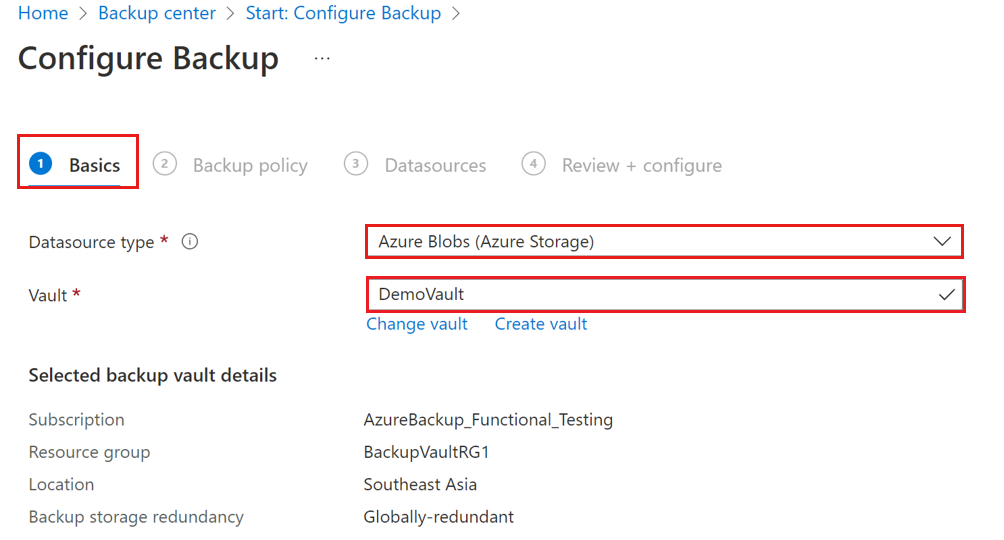 Home > Backup center > Start: Configure Backup >
Configure Backup ...
1 Basics 2 Backup policy 3 Datasources 4 Review + configure
Datasource type * Azure Blobs (Azure Storage)
Vault * DemoVault
Change vault Create vault
Selected backup vault details
Subscription AzureBackup_Functional_Testing
Resource group BackupVaultRG1
Location Southeast Asia
Backup storage redundancy Globally-redundant